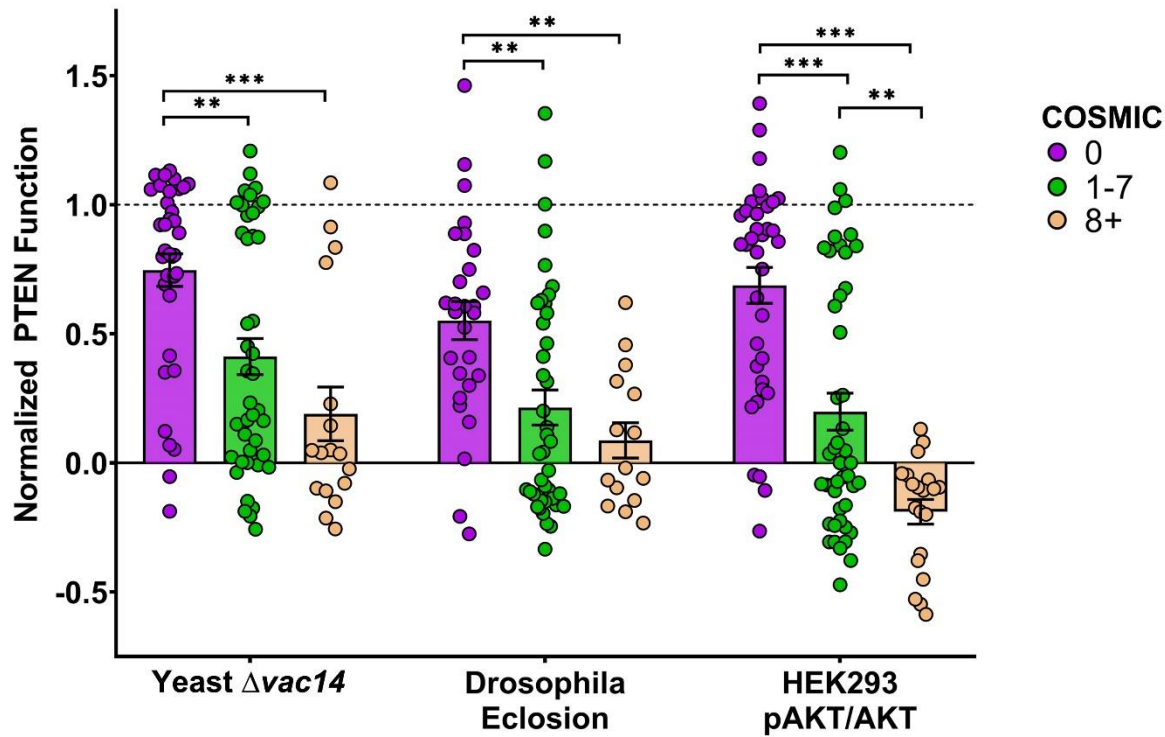 **
***
**
**
***
***
**
1.5
1.0
0.5
0.0
-0.5
Normalized PTEN Function
COSMIC
0
1-7
8+
Yeast Δvac14
Drosophila
Eclosion
HEK293
pAKT/AKT